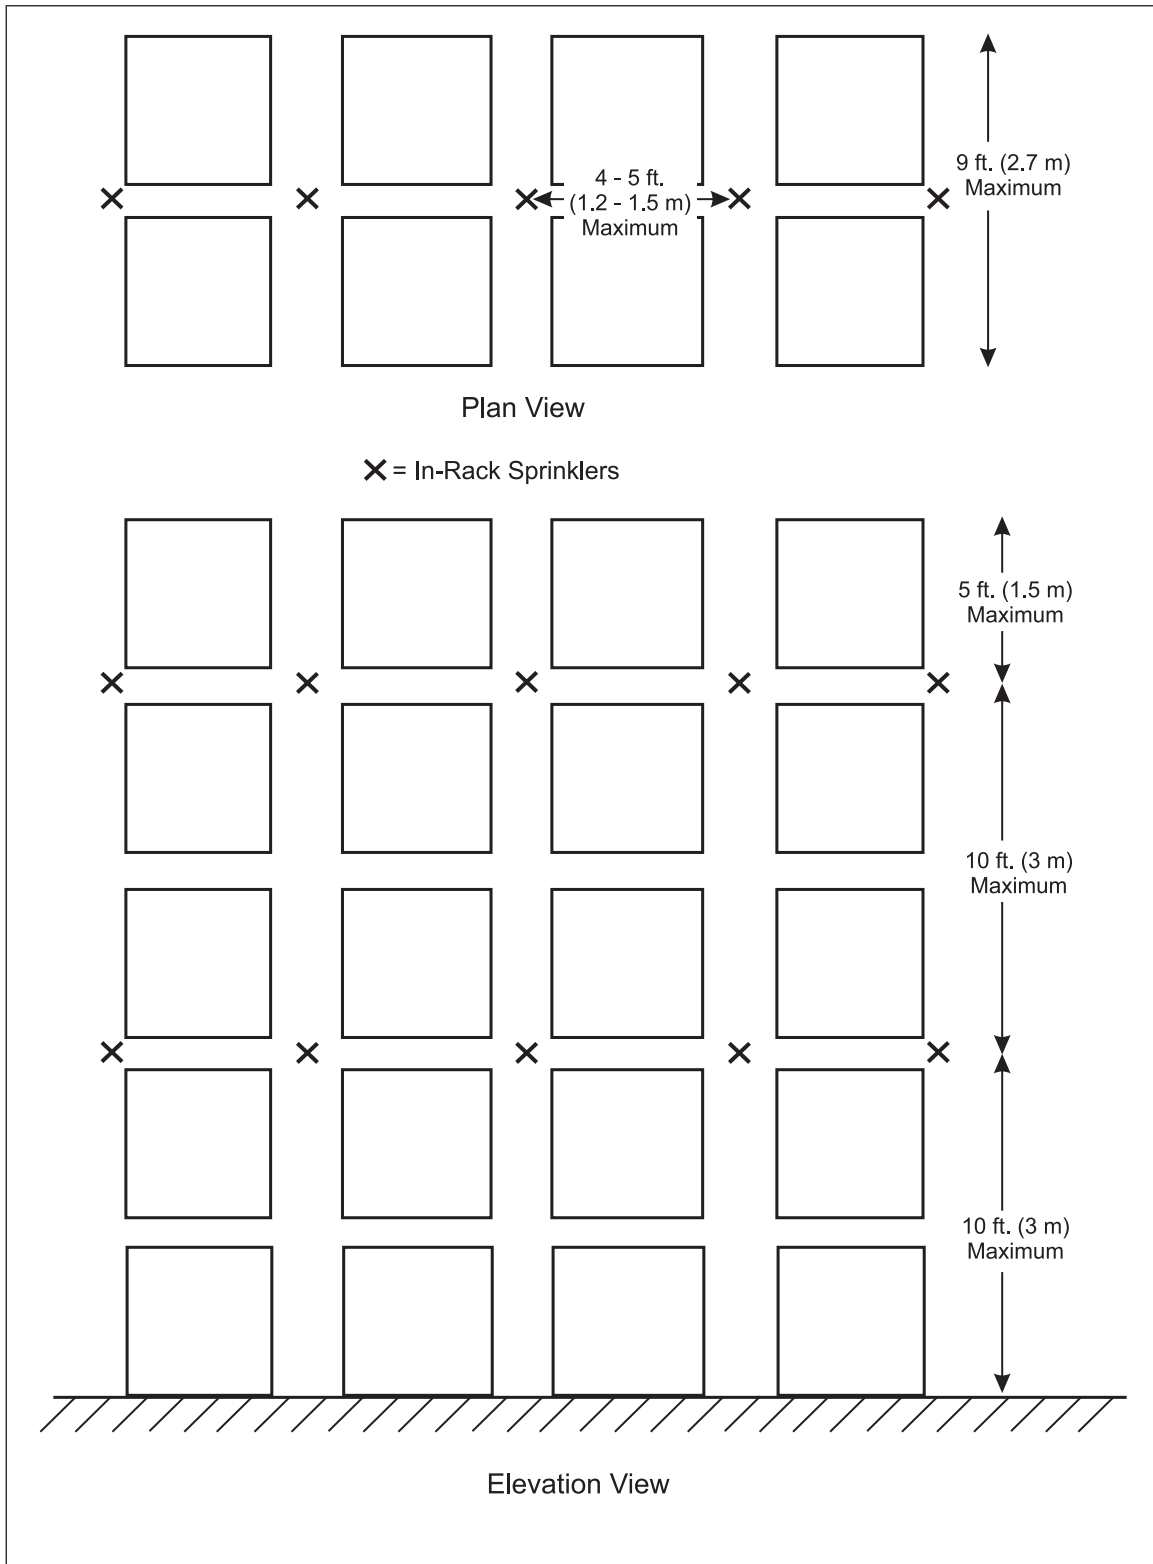 4 - 5 ft.
(1.2 - 1.5 m)
Maximum
9 ft. (2.7 m)
Maximum
Plan View
= In-Rack Sprinklers
5 ft. (1.5 m)
Maximum
10 ft. (3 m)
Maximum
10 ft. (3 m)
Maximum
Elevation View